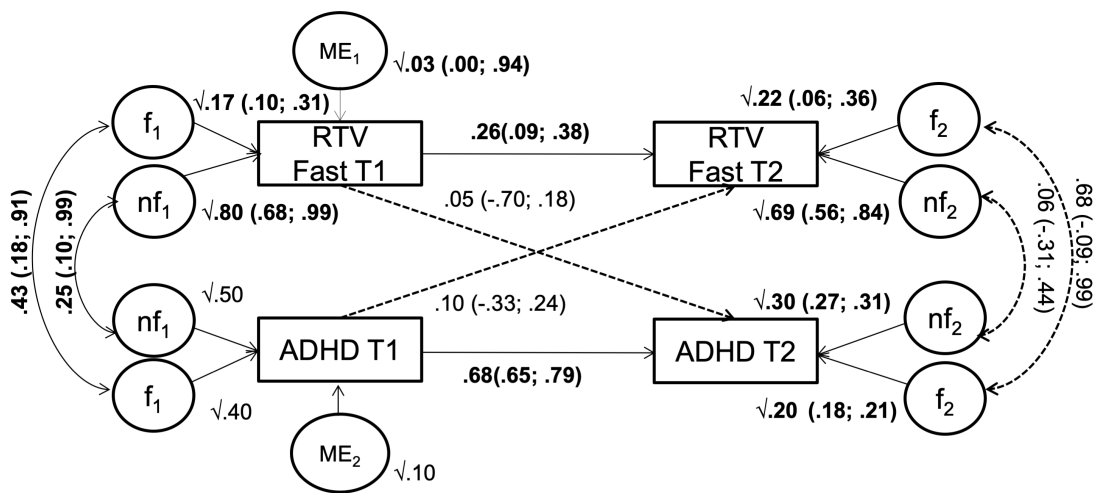 ME₁
√.03 (.00; .94)
√.17 (.10; .31)
√.22 (.06; .36)
f₁
RTV
Fast T1
.26(.09; .38)
RTV
Fast T2
f₂
nf₁
√.80 (.68; .99)
.05 (-.70; .18)
√.69 (.56; .84)
nf₂
.43 (.18; .91)
.25 (.10; .99)
.06 (-.31; .44)
.68 (-.09; .99)
nf₁
√.50
.10 (-.33; .24)
√.30 (.27; .31)
nf₂
ADHD T1
ADHD T2
.68(.65; .79)
f₁
√.40
√.20 (.18; .21)
f₂
ME₂
√.10